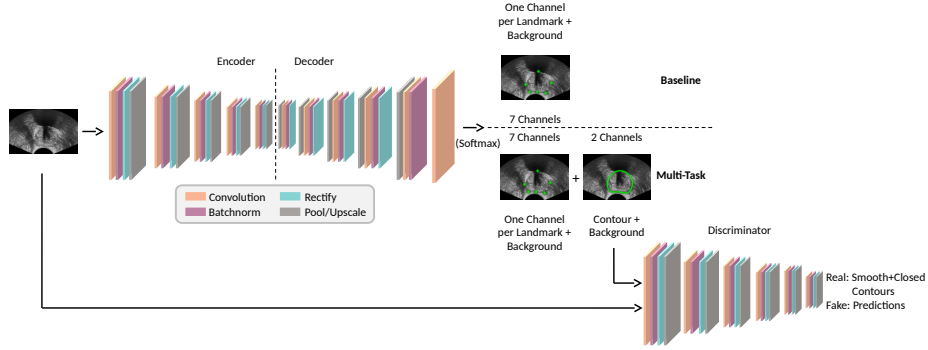 One Channel
per Landmark +
Background
Encoder
Decoder
Baseline
7 Channels
(Softmax)
7 Channels
2 Channels
+
Multi-Task
Convolution
Rectify
Batchnorm
Pool/Upscale
One Channel
per Landmark +
Background
Contour +
Background
Discriminator
Real: Smooth+Closed
Contours
Fake: Predictions